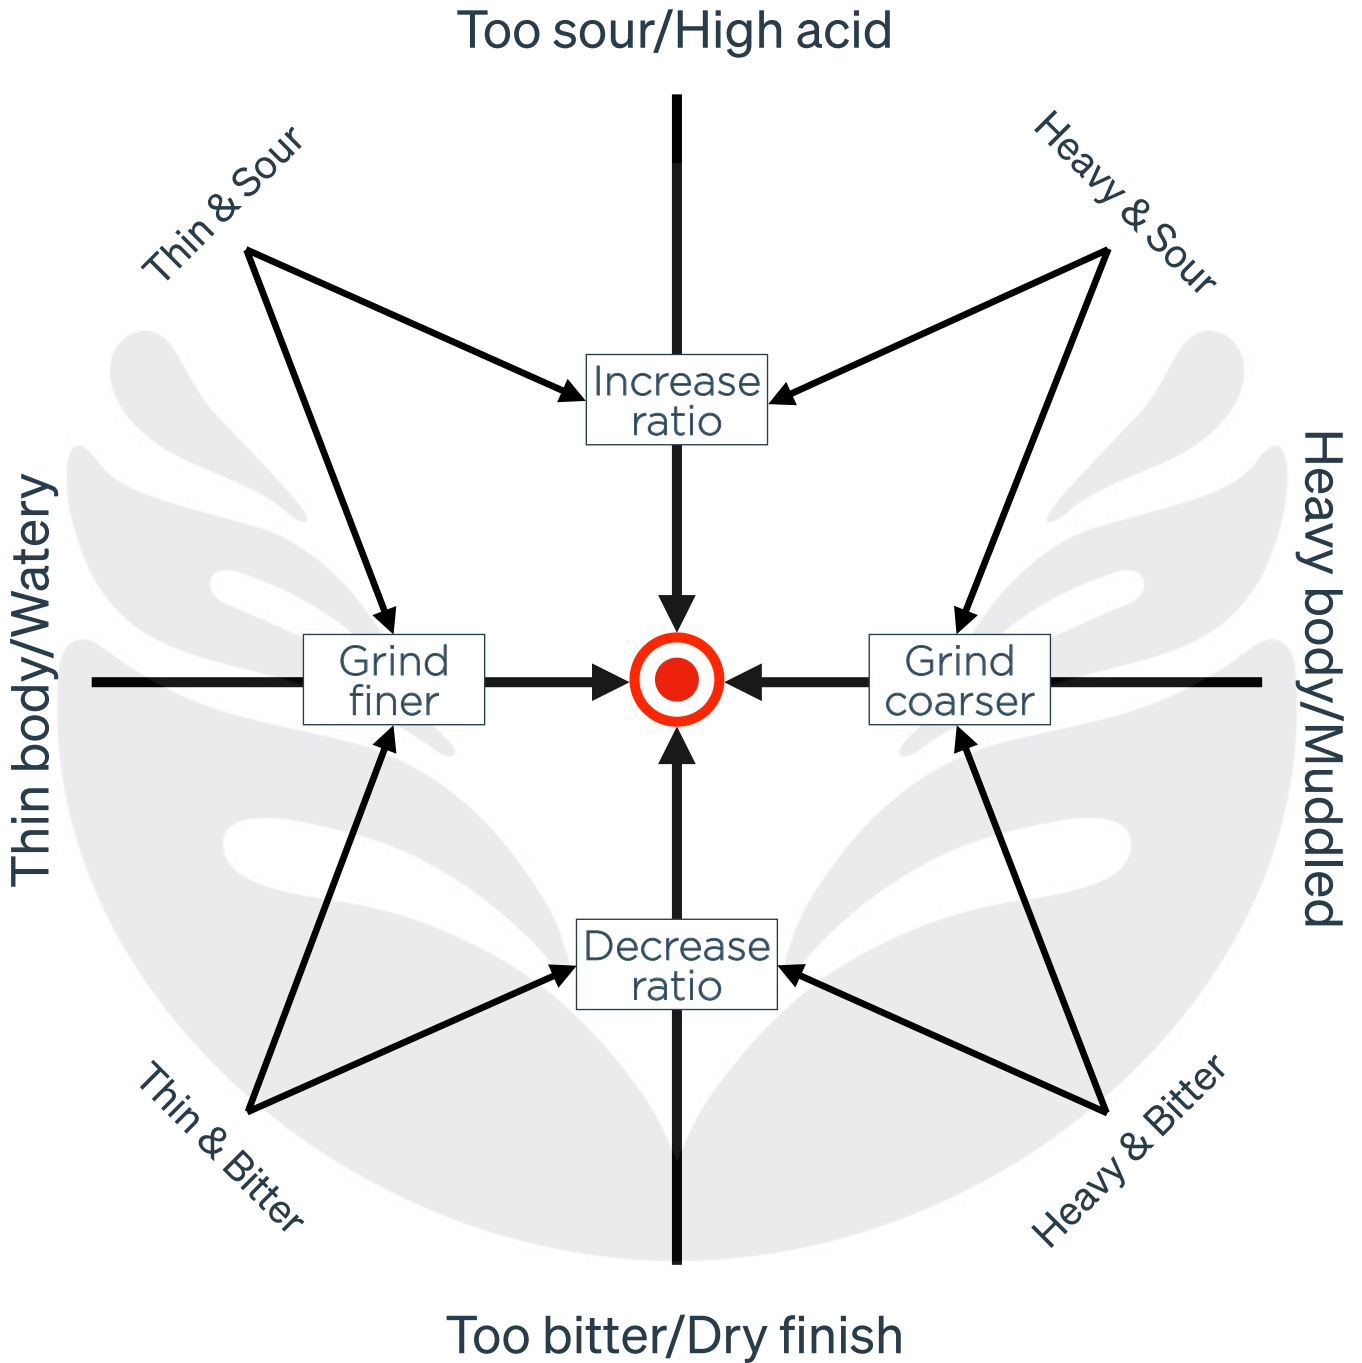 Too sour/High acid
Thin & Sour
Heavy & Sour
Increase
ratio
Thin body/Watery
Heavy body/Muddled
Grind
finer
Grind
coarser
Decrease
ratio
Thin & Bitter
Heavy & Bitter
Too bitter/Dry finish